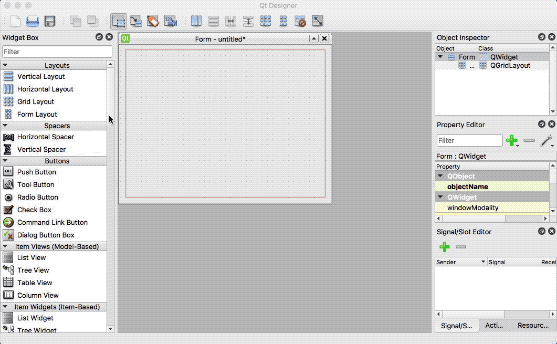 Qt Designer
Widget Box
Filter
Layouts
Vertical Layout
Horizontal Layout
Grid Layout
Form Layout
Spacers
Horizontal Spacer
Vertical Spacer
Buttons
Push Button
Tool Button
Radio Button
Check Box
Command Link Button
Dialog Button Box
Item Views (Model-Based)
List View
Tree View
Table View
Column View
Item Widgets (Item-Based)
List Widget
Tree Widget
Qt
Form - untitled*
Object Inspector
Object Class
Form QWidget
... QGridLayout
Property Editor
Filter
Form : QWidget
Property
QObject
objectName
QWidget
windowModality
Signal/Slot Editor
Sender Signal Recei
Signal/S... Acti... Resourc...